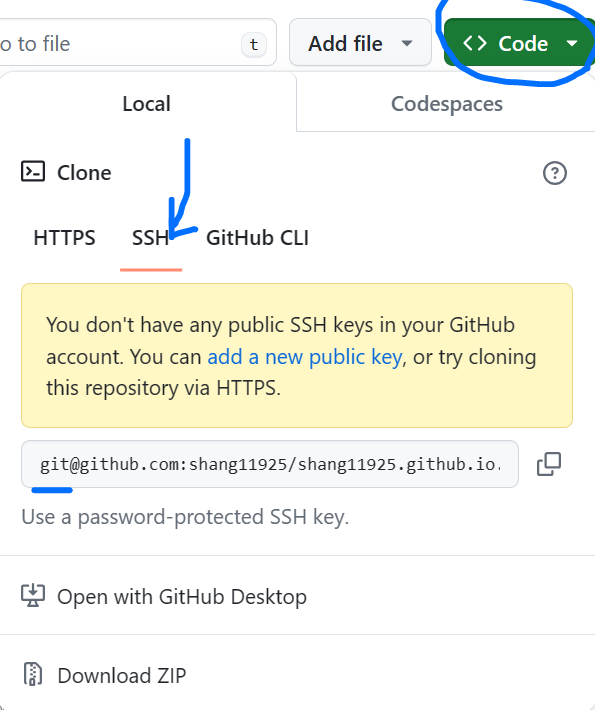 o to file
t
Add file
Code
Local
Codespaces
Clone
HTTPS
SSH
GitHub CLI
You don't have any public SSH keys in your GitHub
account. You can add a new public key, or try cloning
this repository via HTTPS.
git@github.com:shang11925/shang11925.github.io.
Use a password-protected SSH key.
Open with GitHub Desktop
Download ZIP